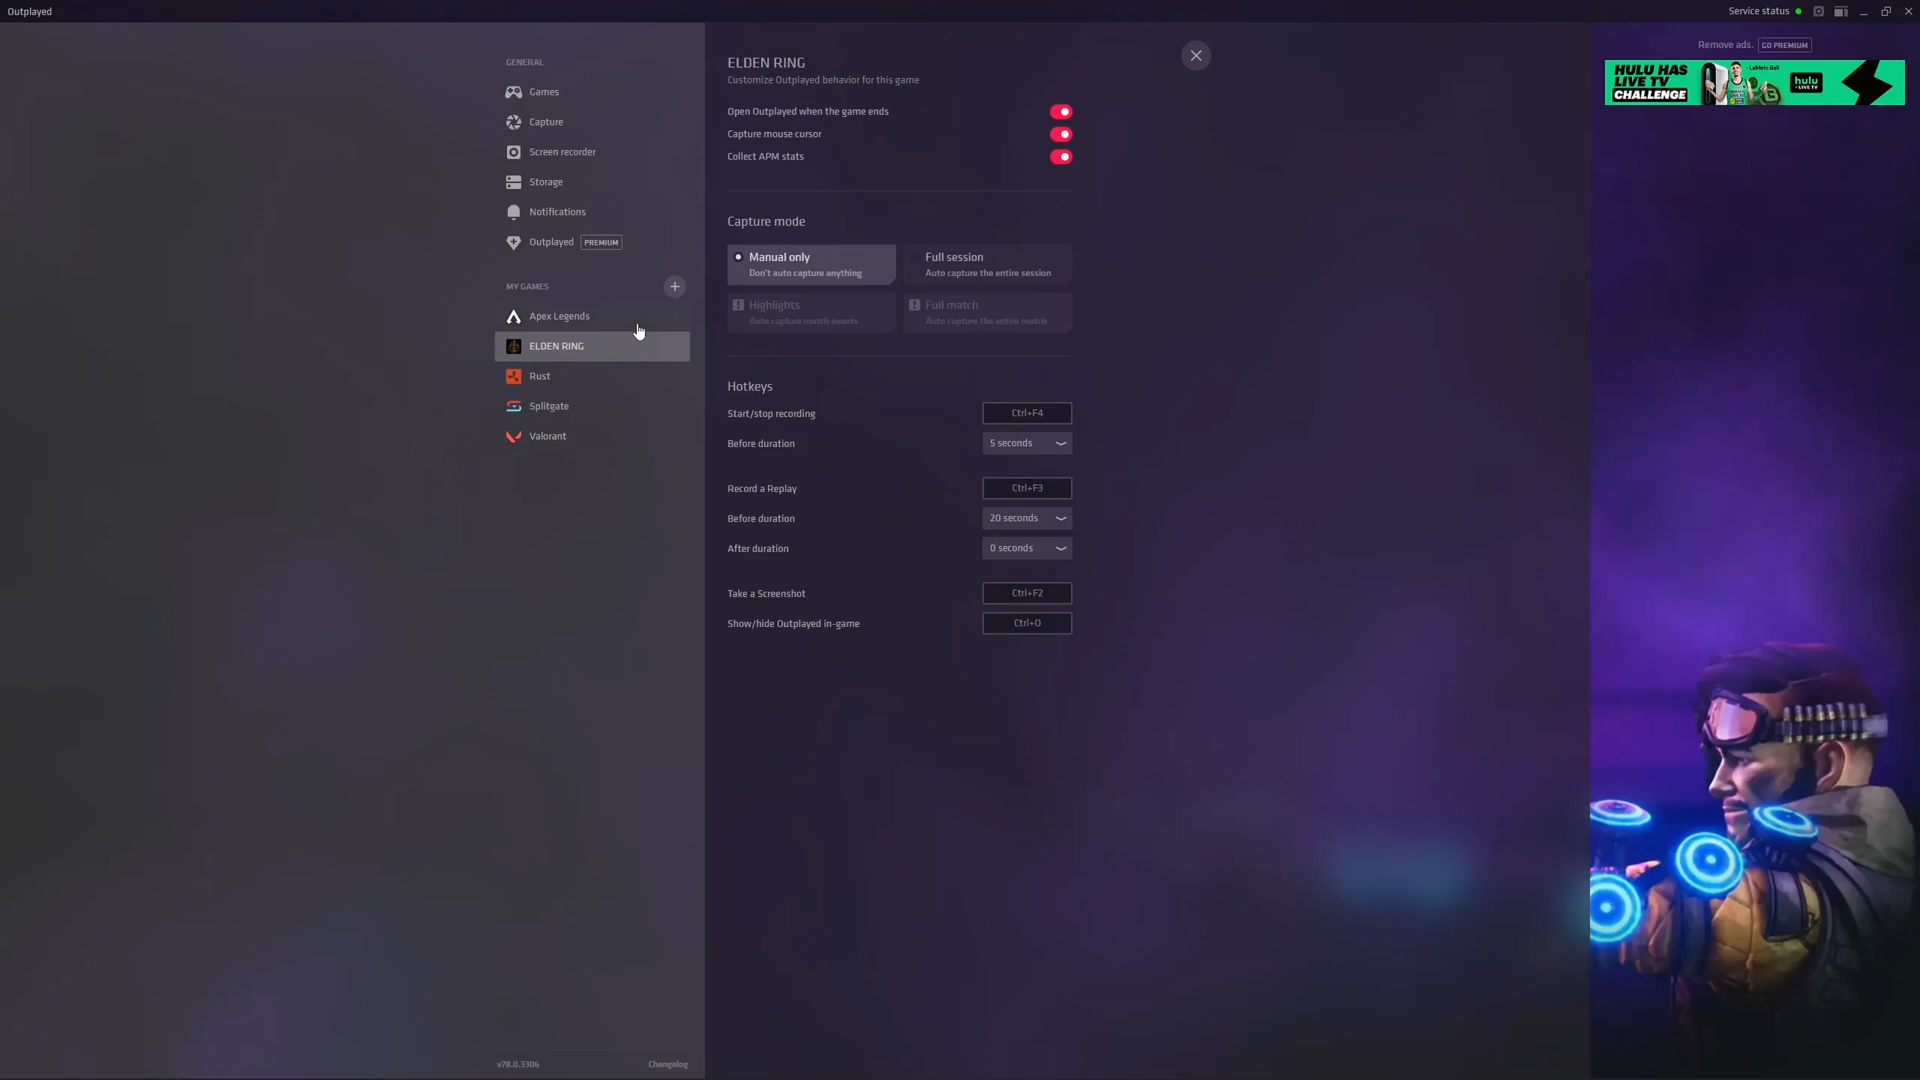 Outplayed
Service status
Remove ads. GO PREMIUM
HULU HAS
LIVE TV
CHALLENGE
LaMelo Ball
hulu
+ LIVE TV
GENERAL
Games
Capture
Screen recorder
Storage
Notifications
Outplayed PREMIUM
MY GAMES
Apex Legends
ELDEN RING
Rust
Splitgate
Valorant
v78.0.3306 Changelog
ELDEN RING
Customize Outplayed behavior for this game
Open Outplayed when the game ends
Capture mouse cursor
Collect APM stats
Capture mode
Manual only
Don't auto capture anything
Full session
Auto capture the entire session
Highlights
Auto capture match events
Full match
Auto capture the entire match
Hotkeys
Start/stop recording Ctrl+F4
Before duration 5 seconds
Record a Replay Ctrl+F3
Before duration 20 seconds
After duration 0 seconds
Take a Screenshot Ctrl+F2
Show/hide Outplayed in-game Ctrl+O